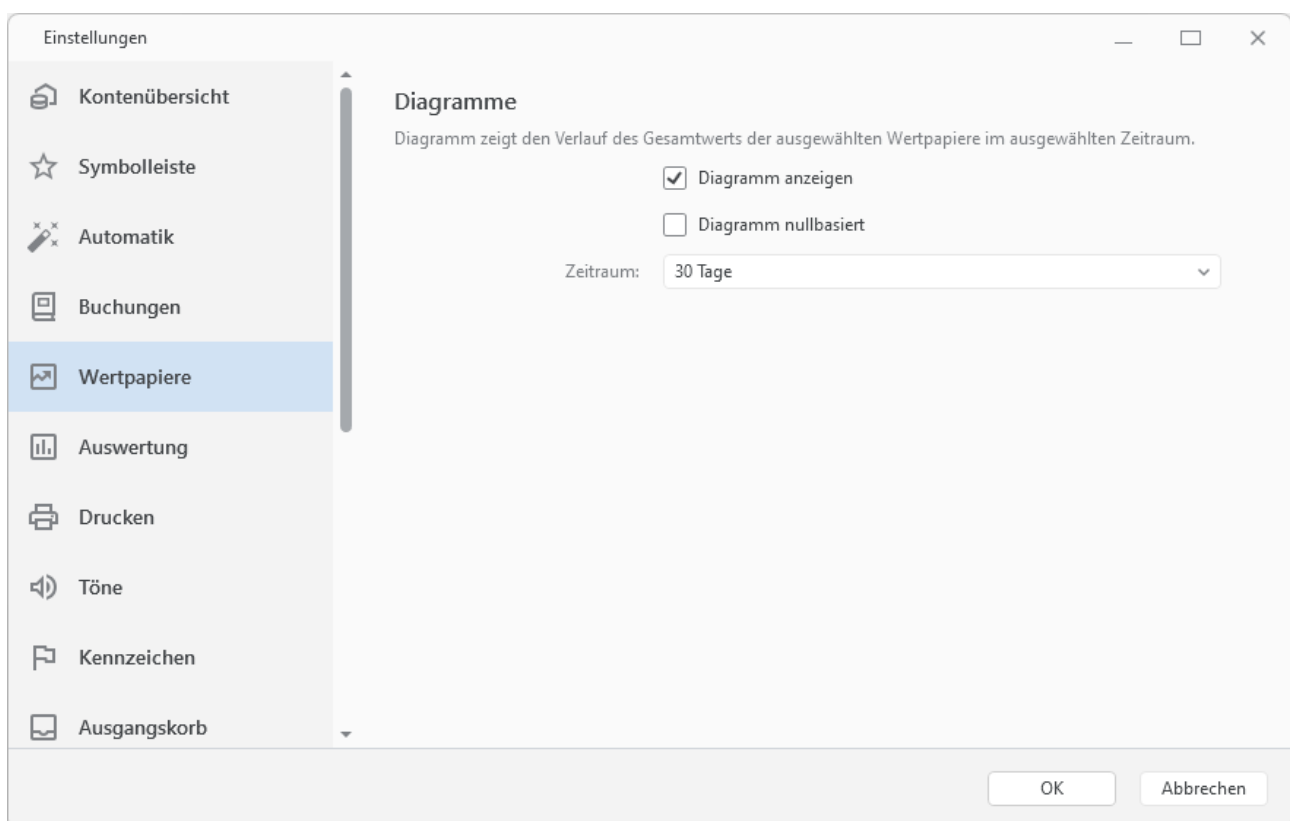 Einstellungen
Kontenübersicht
Symbolleiste
Automatik
Buchungen
Wertpapiere
Auswertung
Drucken
Töne
Kennzeichen
Ausgangskorb
Diagramme
Diagramm zeigt den Verlauf des Gesamtwerts der ausgewählten Wertpapiere im ausgewählten Zeitraum.
Diagramm anzeigen
Diagramm nullbasiert
Zeitraum: 30 Tage
OK Abbrechen